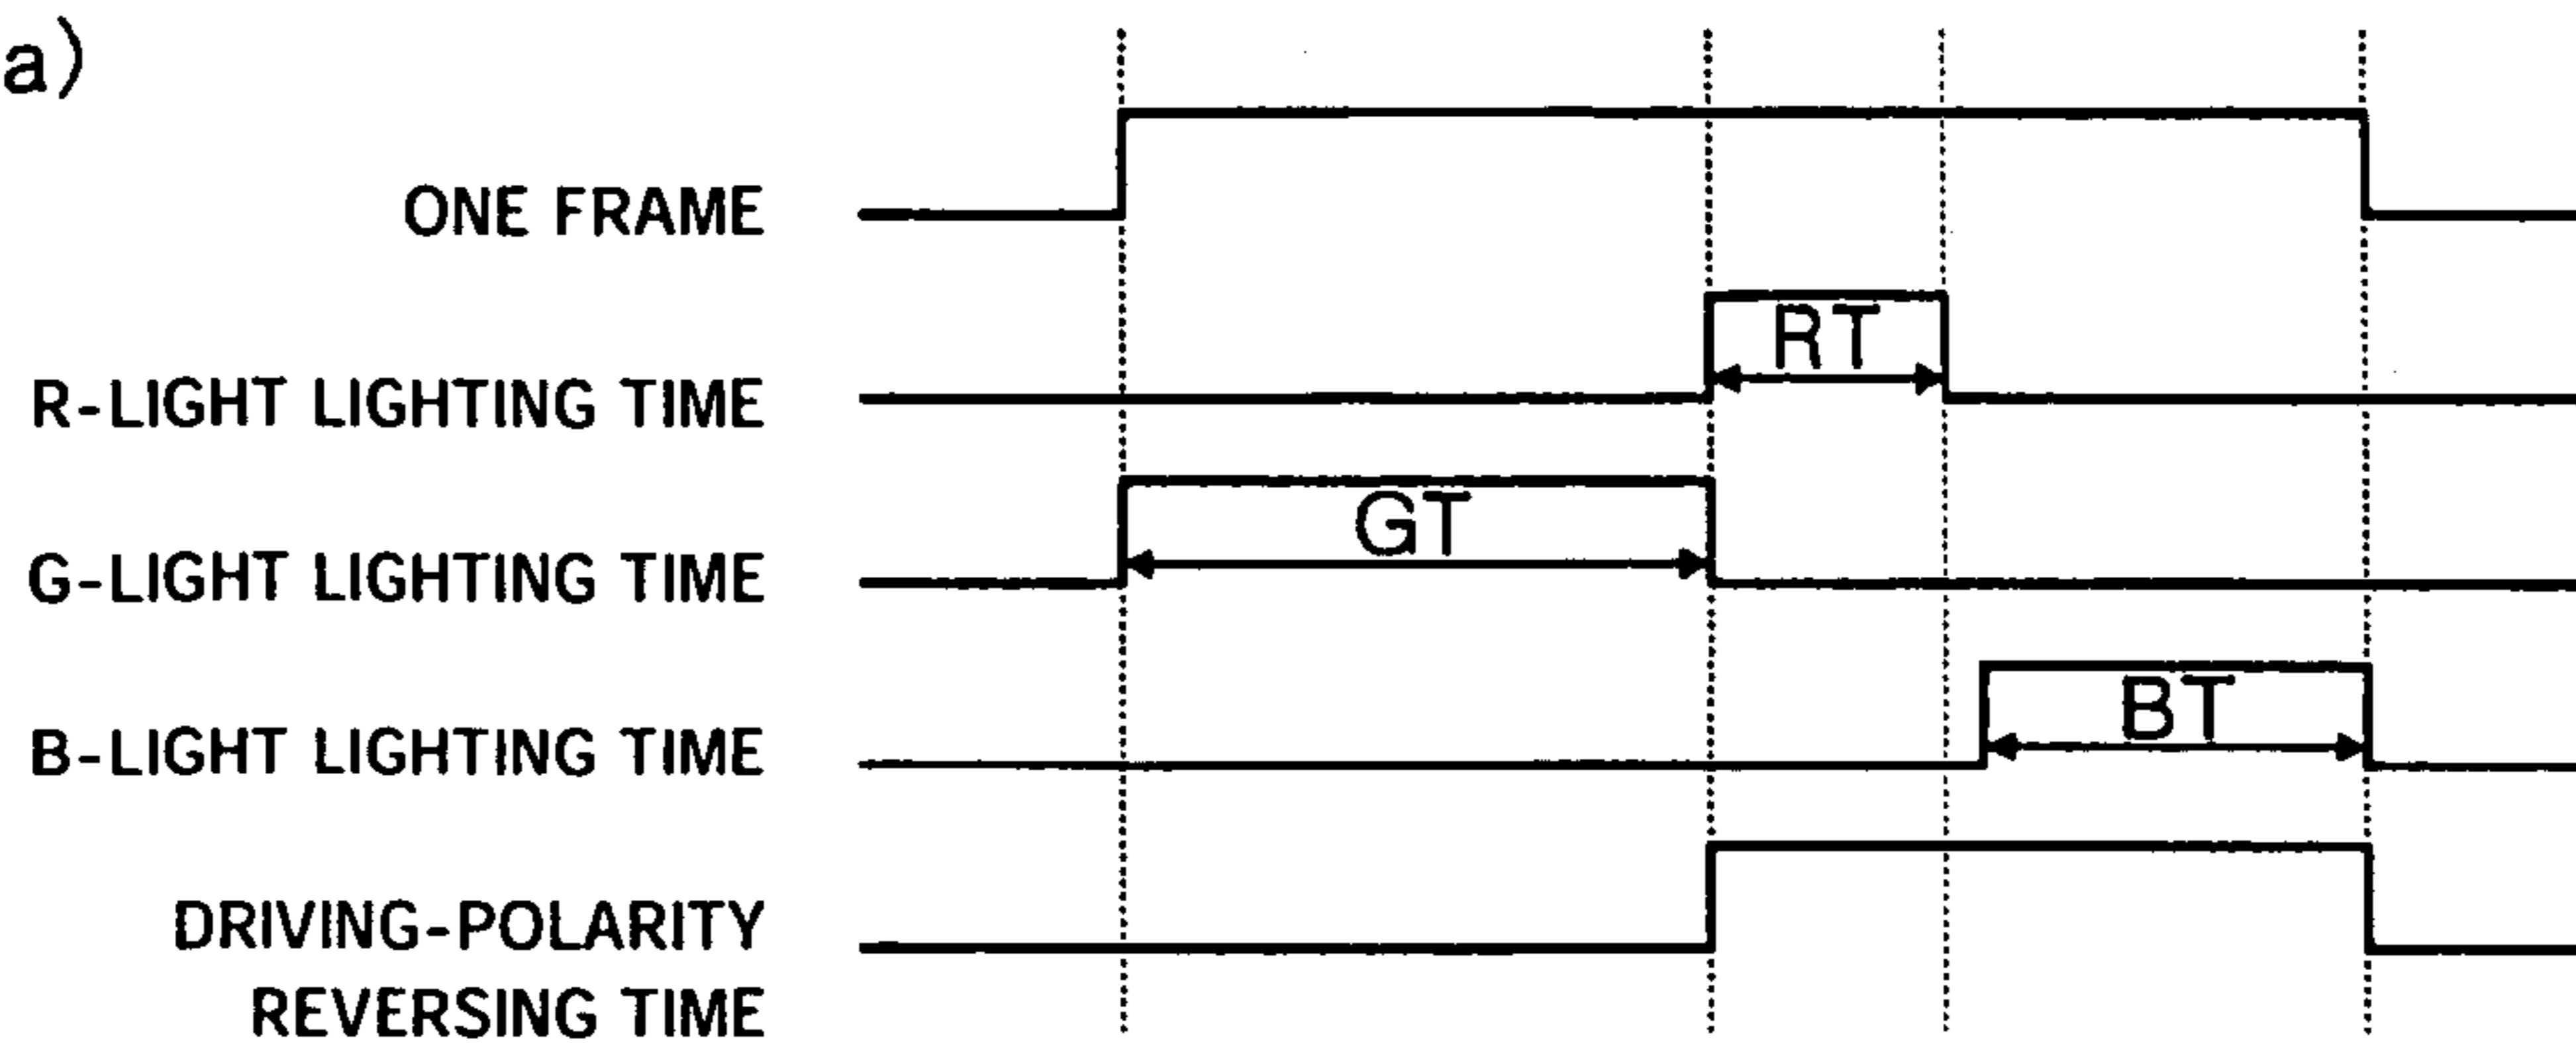 a)
ONE FRAME
RT
R-LIGHT LIGHTING TIME
GT
G-LIGHT LIGHTING TIME
BT
B-LIGHT LIGHTING TIME
DRIVING-POLARITY
REVERSING TIME